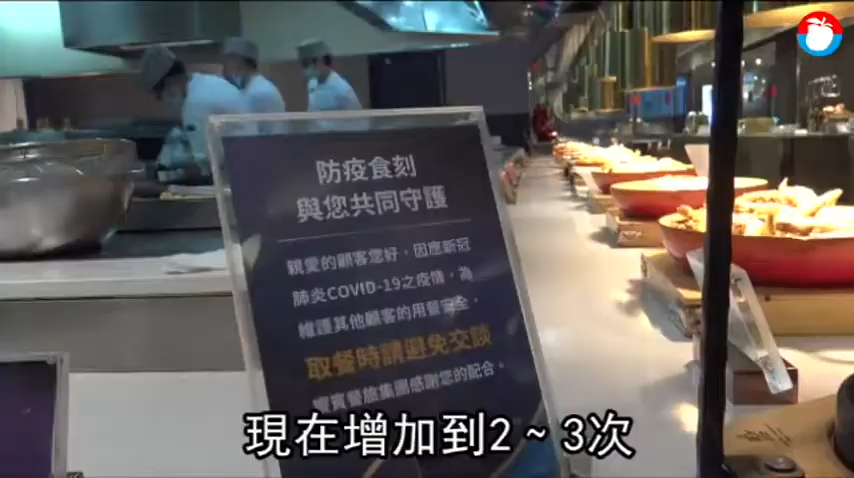 防疫食刻
與您共同守護
親愛的顧客您好，因應新冠
肺炎COVID-19之疫情，為
維護其他顧客的用餐安全，
取餐時請避免交談
饗賓餐旅集團感謝您的配合。
現在增加到2~3次